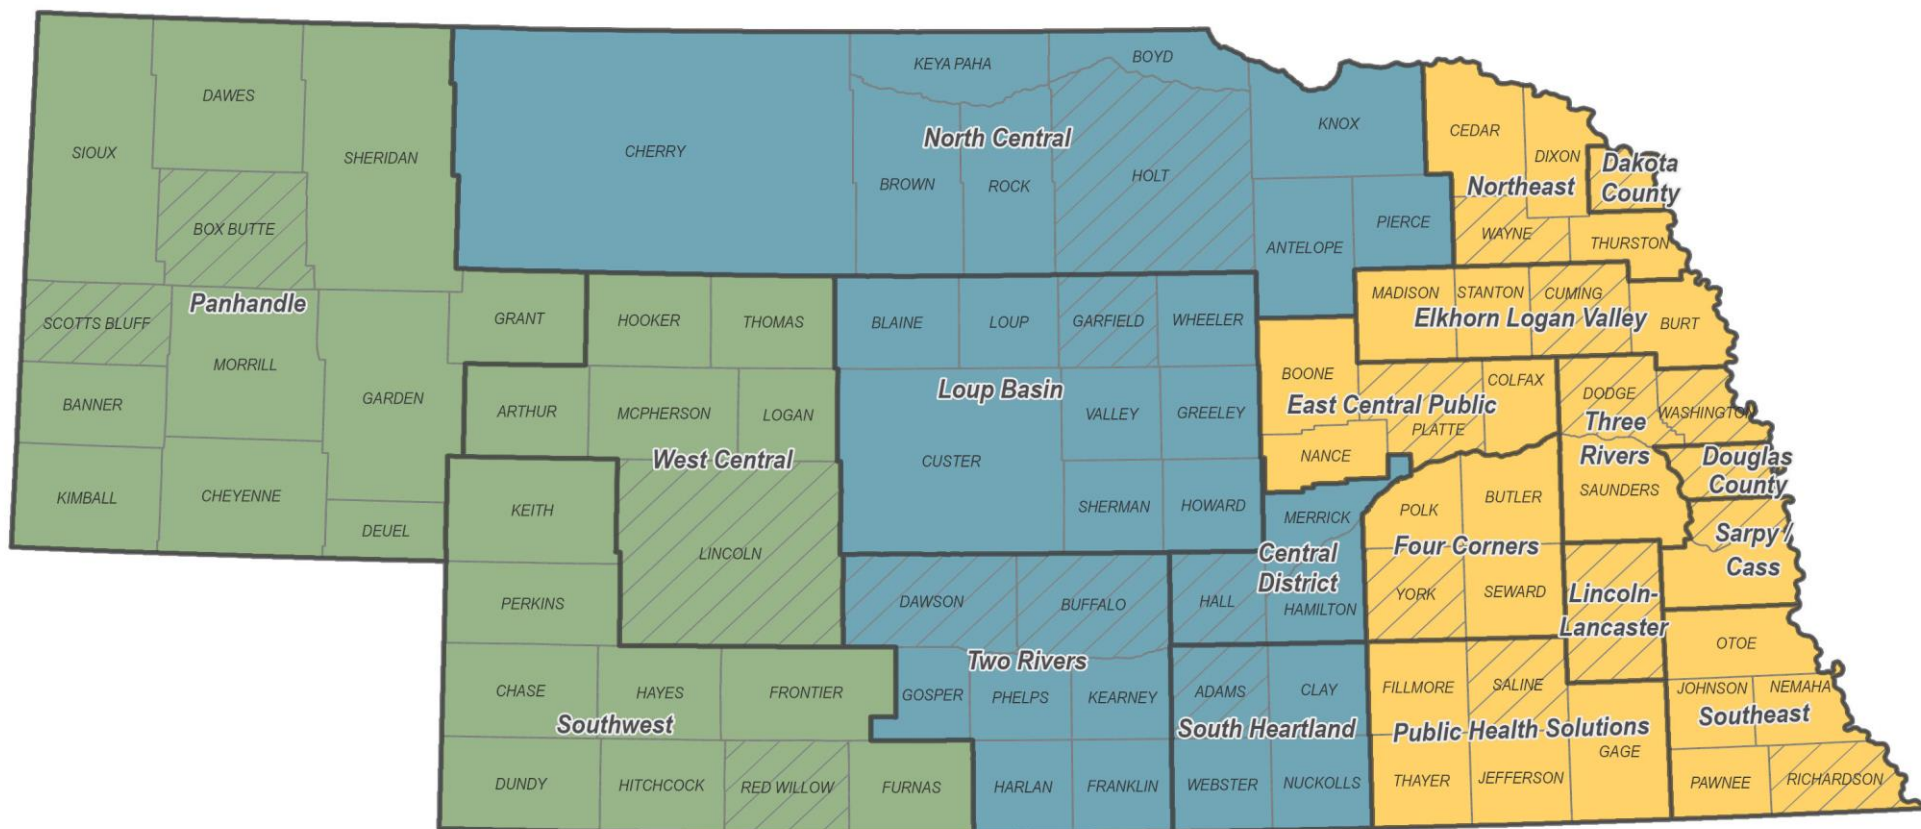 KEYA PAHA
BOYD
DAWES
SIOUX
SHERIDAN
CHERRY
North Central
KNOX
CEDAR
DIXON
Dakota
County
BROWN
ROCK
HOLT
Northeast
BOX BUTTE
ANTELOPE
PIERCE
WAYNE
THURSTON
SCOTTS BLUFF
Panhandle
GRANT
HOOKER
THOMAS
BLAINE
LOUP
GARFIELD
WHEELER
MADISON
STANTON
CUMING
Elkhorn Logan Valley
BURT
MORRILL
BANNER
GARDEN
ARTHUR
MCPHERSON
LOGAN
Loup Basin
VALLEY
GREELEY
BOONE
COLFAX
East Central Public
PLATTE
DODGE
Three
Rivers
WASHINGTON
NANCE
West Central
CUSTER
Douglas
County
KIMBALL
CHEYENNE
DEUEL
KEITH
LINCOLN
SHERMAN
HOWARD
MERRICK
Central
District
POLK
BUTLER
SAUNDERS
Four Corners
Sarpy /
Cass
PERKINS
DAWSON
BUFFALO
HALL
HAMILTON
YORK
SEWARD
Lincoln-
Lancaster
OTOE
CHASE
HAYES
FRONTIER
Two Rivers
GOSPER
PHELPS
KEARNEY
ADAMS
CLAY
FILLMORE
SALINE
JOHNSON
NEMAHA
Southwest
South Heartland
Public Health Solutions
Southeast
GAGE
DUNDY
HITCHCOCK
RED WILLOW
FURNAS
HARLAN
FRANKLIN
WEBSTER
NUCKOLLS
THAYER
JEFFERSON
PAWNEE
RICHARDSON